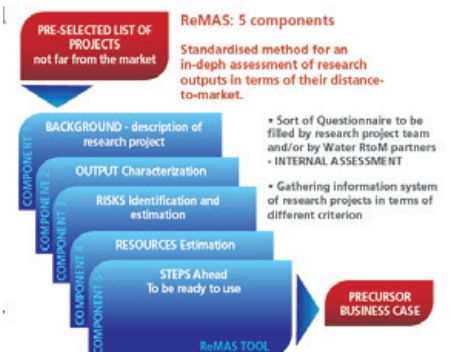 PRE-SELECTED LIST OF
PROJECTS
not far from the market
ReMAS: 5 components
Standardised method for an
in-depth assessment of research
outputs in terms of their distance-
to-market.
• Sort of Questionnaire to be
filled by research project team
and/or by Water RtoM partners
- INTERNAL ASSESSMENT
• Gathering information system
of research projects in terms of
different criterion
COMPONENT 1
BACKGROUND - description of
research project
COMPONENT 2
OUTPUT Characterization
COMPONENT 3
RISKS Identification and
estimation
COMPONENT 4
RESOURCES Estimation
COMPONENT 5
STEPS Ahead
To be ready to use
ReMAS TOOL
PRECURSOR
BUSINESS CASE